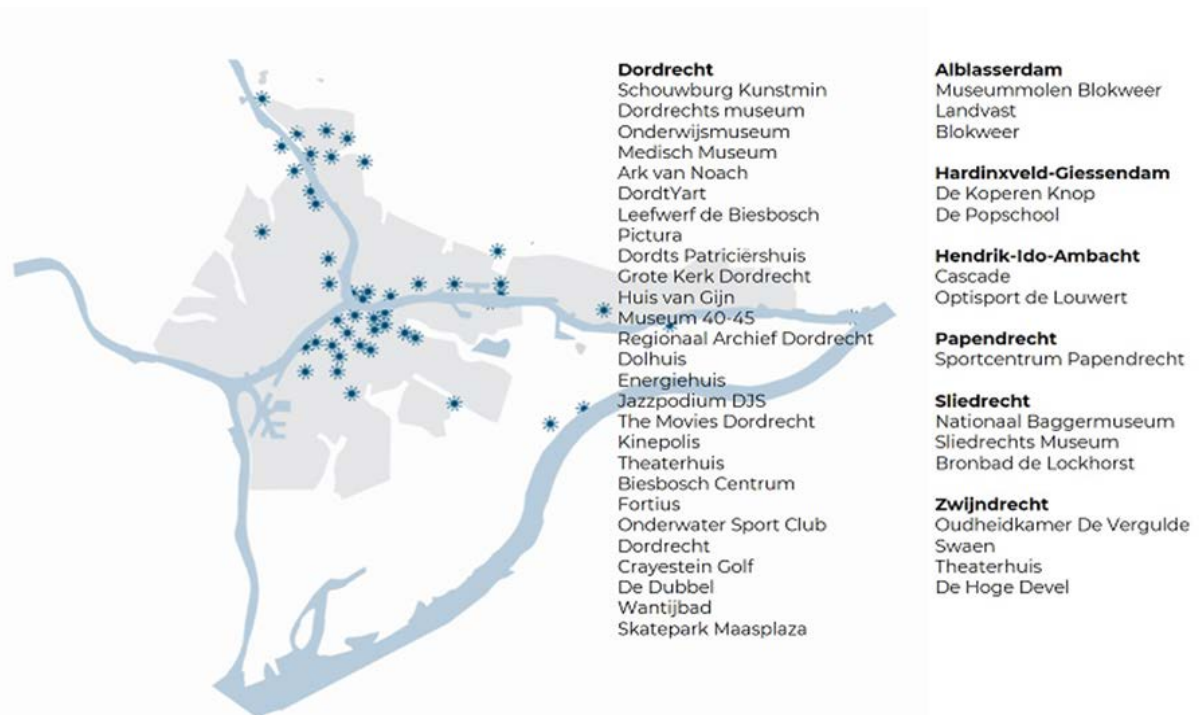 Dordrecht
Schouwburg Kunstmin
Dordrechts museum
Onderwijsmuseum
Medisch Museum
Ark van Noach
DordtYart
Leefwerf de Biesbosch
Pictura
Dordts Patriciërshuis
Grote Kerk Dordrecht
Huis van Gijn
Museum 40-45
Regionaal Archief Dordrecht
Dolhuis
Energiehuis
Jazzpodium DJS
The Movies Dordrecht
Kinepolis
Theaterhuis
Biesbosch Centrum
Fortius
Onderwater Sport Club
Dordrecht
Crayestein Golf
De Dubbel
Wantijbad
Skatepark Maasplaza
Alblasserdam
Museummolen Blokweer
Landvast
Blokweer
Hardinxveld-Giessendam
De Koperen Knop
De Popschool
Hendrik-Ido-Ambacht
Cascade
Optisport de Louwert
Papendrecht
Sportcentrum Papendrecht
Sliedrecht
Nationaal Baggermuseum
Sliedrechts Museum
Bronbad de Lockhorst
Zwijndrecht
Oudheidkamer De Vergulde
Swaen
Theaterhuis
De Hoge Devel